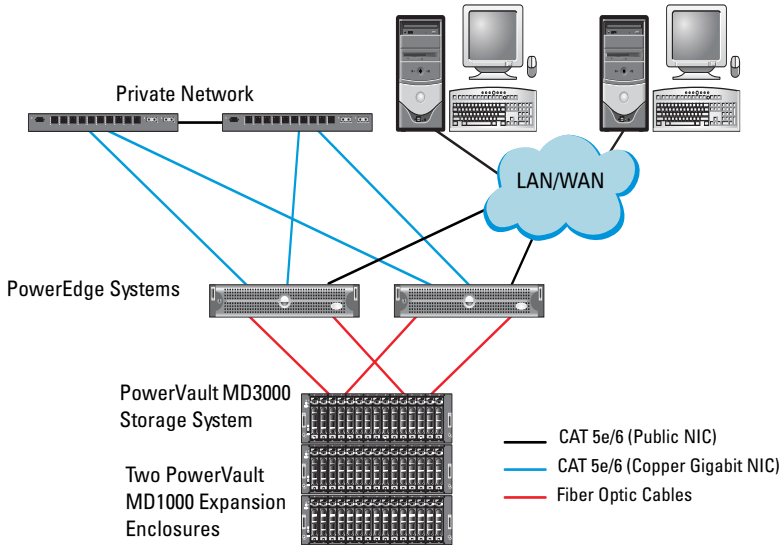 Private Network
LAN/WAN
PowerEdge Systems
PowerVault MD3000
Storage System
Two PowerVault
MD1000 Expansion
Enclosures
CAT 5e/6 (Public NIC)
CAT 5e/6 (Copper Gigabit NIC)
Fiber Optic Cables